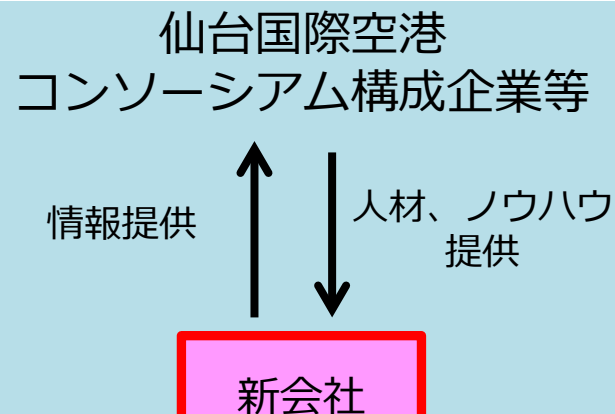 仙台国際空港
コンソーシアム構成企業等
情報提供
人材、ノウハウ
提供
新会社